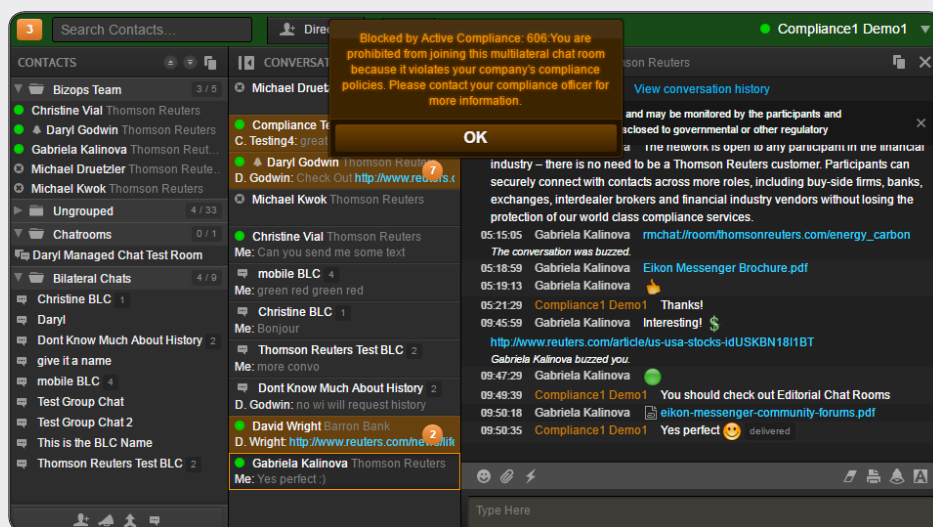 3
Search Contacts...
Direc
Compliance1 Demo1
Blocked by Active Compliance: 606:You are
prohibited from joining this multilateral chat room
because it violates your company's compliance
policies. Please contact your compliance officer for
more information.
OK
CONTACTS
Bizops Team 3 / 5
Christine Vial Thomson Reuters
Daryl Godwin Thomson Reuters
Gabriela Kalinova Thomson Reut...
Michael Druetzler Thomson Reute...
Michael Kwok Thomson Reuters
Ungrouped 4 / 33
Chatrooms 0 / 1
Daryl Managed Chat Test Room
Bilateral Chats 4 / 9
Christine BLC 1
Daryl
Dont Know Much About History 2
give it a name
mobile BLC 4
Test Group Chat
Test Group Chat 2
This is the BLC Name
Thomson Reuters Test BLC 2
CONVERSAT
Michael Druetz
Compliance Te
C. Testing4: great
Daryl Godwin Thomson Reuters
D. Godwin: Check Out http://www.reuters.c
7
Michael Kwok Thomson Reuters
Christine Vial Thomson Reuters
Me: Can you send me some text
mobile BLC 4
Me: green red green red
Christine BLC 1
Me: Bonjour
Thomson Reuters Test BLC 2
Me: more convo
Dont Know Much About History 2
D. Godwin: no wi will request history
David Wright Barron Bank
D. Wright: http://www.reuters.com/news/life
2
Gabriela Kalinova Thomson Reuters
Me: Yes perfect :)
son Reuters
View conversation history
and may be monitored by the participants and
sclosed to governmental or other regulatory
a The network is open to any participant in the financial
industry – there is no need to be a Thomson Reuters customer. Participants can
securely connect with contacts across more roles, including buy-side firms, banks,
exchanges, interdealer brokers and financial industry vendors without losing the
protection of our world class compliance services.
05:15:05 Gabriela Kalinova rmchat://room/thomsonreuters.com/energy_carbon
The conversation was buzzed.
05:18:59 Gabriela Kalinova Eikon Messenger Brochure.pdf
05:19:13 Gabriela Kalinova
05:21:29 Compliance1 Demo1 Thanks!
09:45:59 Gabriela Kalinova Interesting! $
http://www.reuters.com/article/us-usa-stocks-idUSKBN18I1BT
Gabriela Kalinova buzzed you.
09:47:29 Gabriela Kalinova
09:49:39 Compliance1 Demo1 You should check out Editorial Chat Rooms
09:50:18 Gabriela Kalinova eikon-messenger-community-forums.pdf
09:50:35 Compliance1 Demo1 Yes perfect delivered
A
Type Here